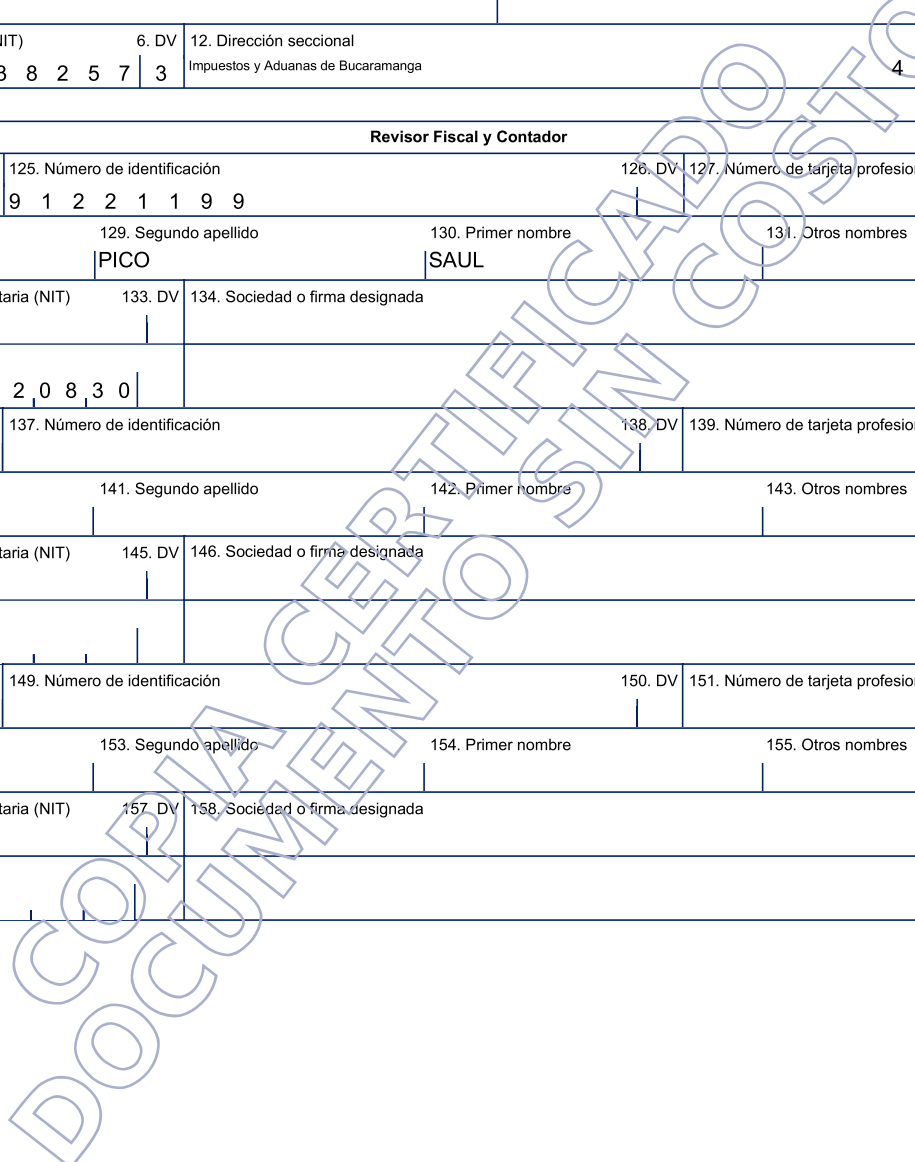 NIT) 6. DV 12. Dirección seccional
8 8 2 5 7 3 Impuestos y Aduanas de Bucaramanga 4
Revisor Fiscal y Contador
125. Número de identificación 126. DV 127. Número de tarjeta profesio
9 1 2 2 1 1 9 9
129. Segundo apellido 130. Primer nombre 131. Otros nombres
PICO SAUL
taria (NIT) 133. DV 134. Sociedad o firma designada
2 0 8 3 0
137. Número de identificación 138. DV 139. Número de tarjeta profesio
141. Segundo apellido 142. Primer nombre 143. Otros nombres
taria (NIT) 145. DV 146. Sociedad o firma designada
149. Número de identificación 150. DV 151. Número de tarjeta profesio
153. Segundo apellido 154. Primer nombre 155. Otros nombres
taria (NIT) 157. DV 158. Sociedad o firma designada
COPIA CERTIFICADO
DOCUMENTO SIN COSTO